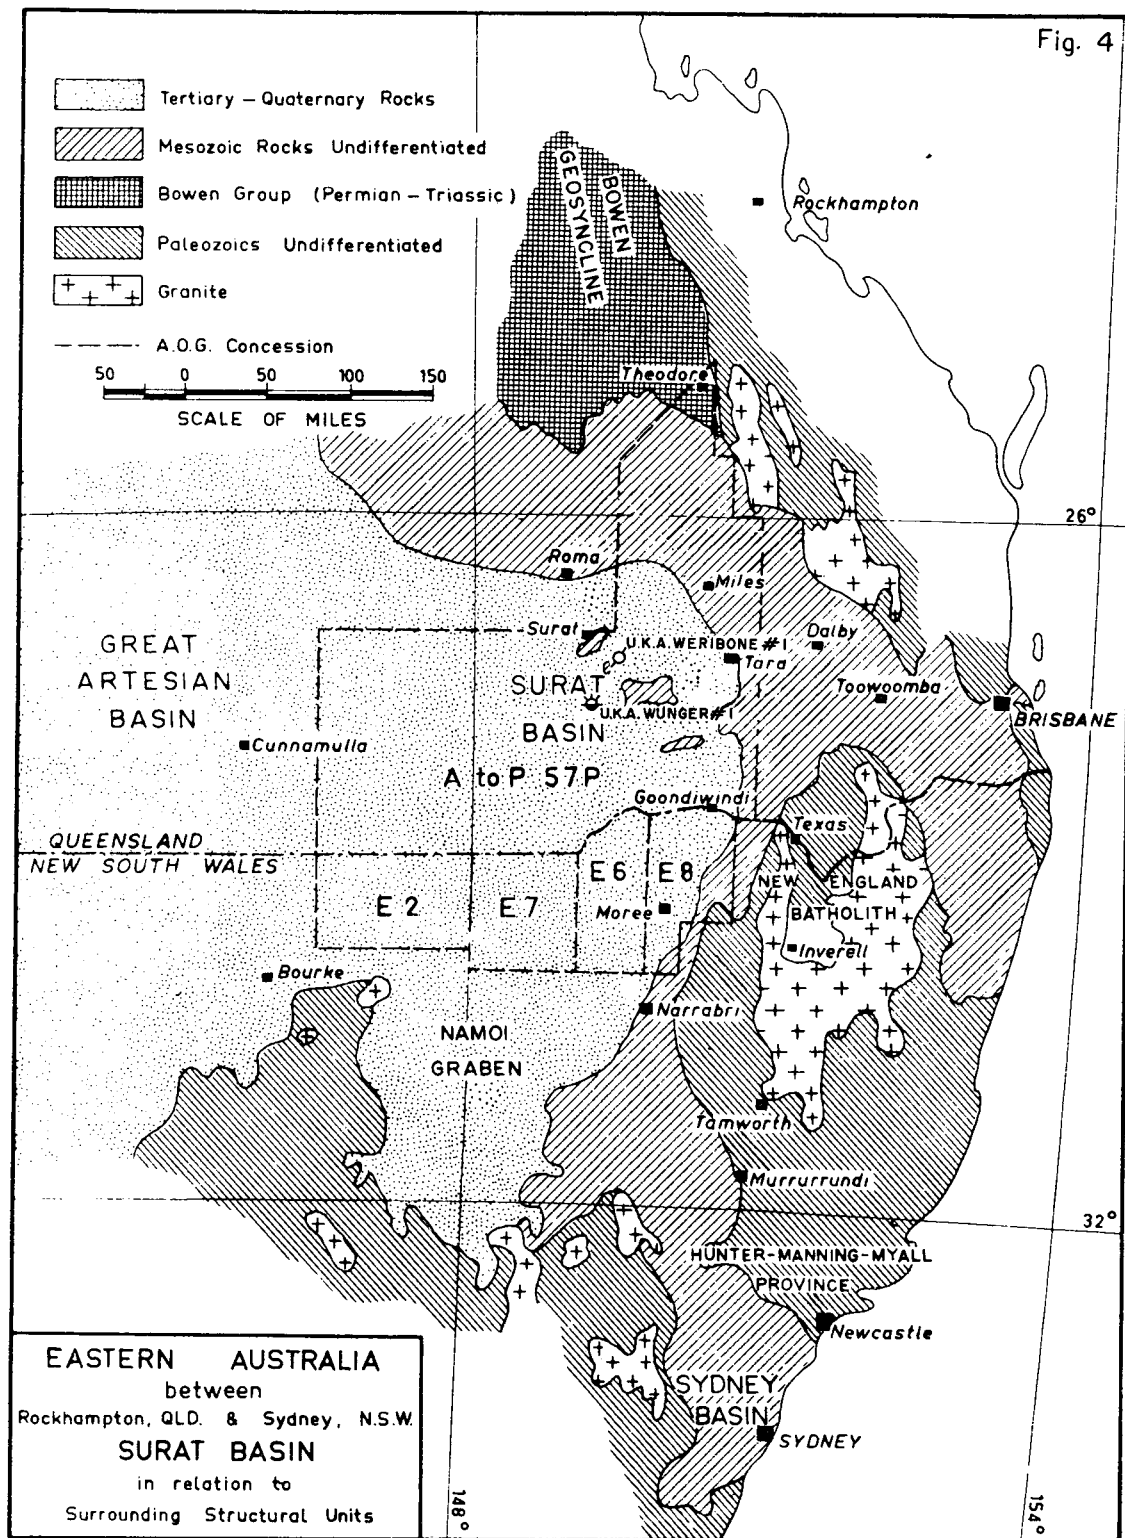 Fig. 4
Tertiary – Quaternary Rocks
Mesozoic Rocks Undifferentiated
Bowen Group (Permian – Triassic)
Paleozoics Undifferentiated
Granite
A.O.G. Concession
50 0 50 100 150
SCALE OF MILES
BOWEN
GEOSYNCLINE
Rockhampton
Theodore
26°
Roma
Miles
Surat
U.K.A. WERIBONE #1
Tara
Dalby
GREAT
ARTESIAN
BASIN
SURAT
BASIN
U.K.A. WUNGER #1
Toowoomba
BRISBANE
Cunnamulla
A to P 57P
Goondiwindi
Texas
QUEENSLAND
NEW SOUTH WALES
E 2
E 7
E 6
E 8
Moree
NEW ENGLAND
BATHOLITH
Inverell
Bourke
Narrabri
NAMOI
GRABEN
Tamworth
Murrurrundi
32°
HUNTER-MANNING-MYALL
PROVINCE
Newcastle
SYDNEY
BASIN
SYDNEY
EASTERN AUSTRALIA
between
Rockhampton, QLD. & Sydney, N.S.W.
SURAT BASIN
in relation to
Surrounding Structural Units
148°
154°